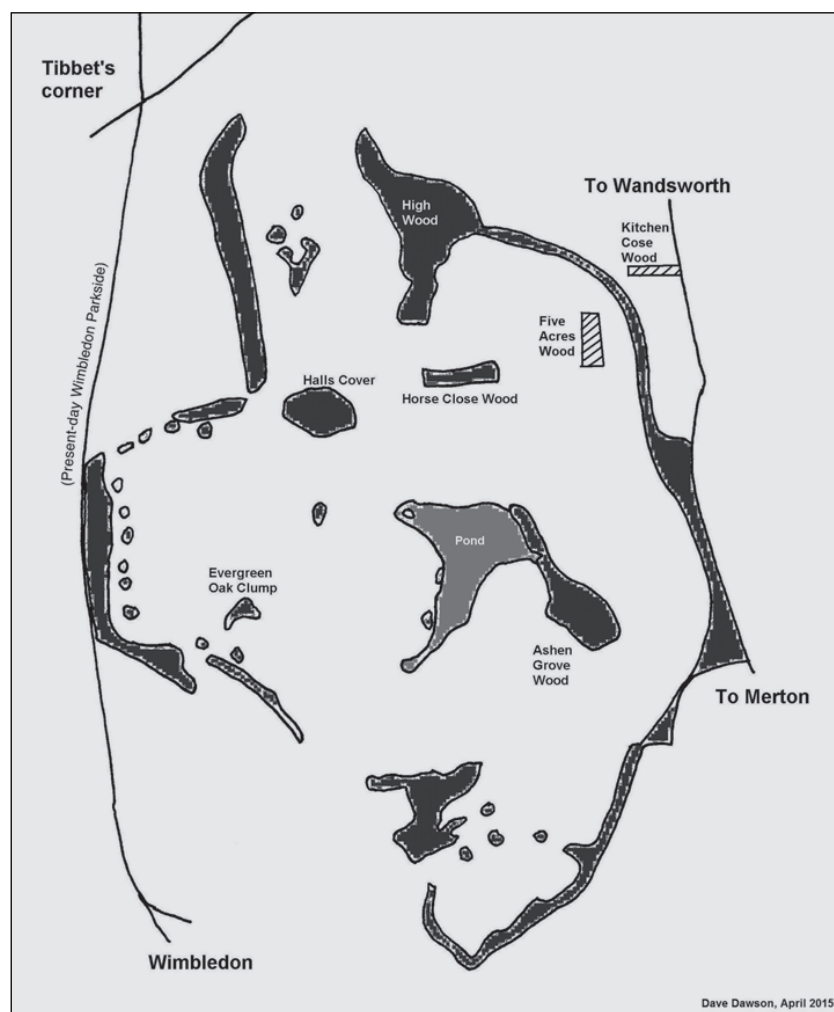 Tibbet's
corner
High
Wood
To Wandsworth
Kitchen
Cose
Wood
(Present-day Wimbledon Parkside)
Five
Acres
Wood
Halls Cover
Horse Close Wood
Pond
Evergreen
Oak Clump
Ashen
Grove
Wood
To Merton
Wimbledon
Dave Dawson, April 2015